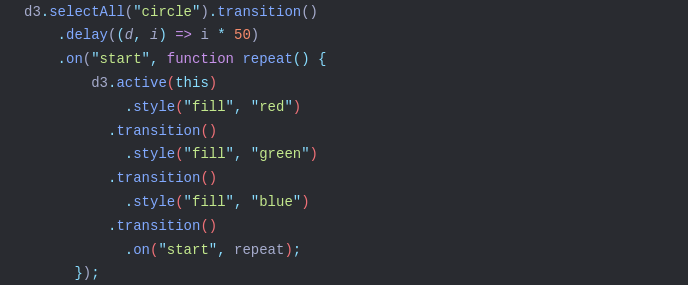 d3.selectAll("circle").transition()
    .delay((d, i) => i * 50)
    .on("start", function repeat() {
        d3.active(this)
            .style("fill", "red")
          .transition()
            .style("fill", "green")
          .transition()
            .style("fill", "blue")
          .transition()
            .on("start", repeat);
      });